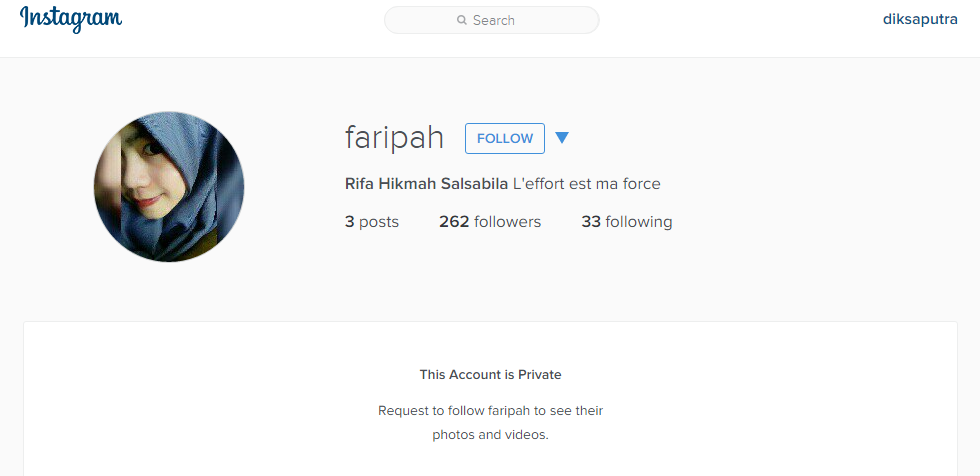 Instagram
Search
diksaputra
faripah
FOLLOW
Rifa Hikmah Salsabila L'effort est ma force
3 posts 262 followers 33 following
This Account is Private
Request to follow faripah to see their
photos and videos.